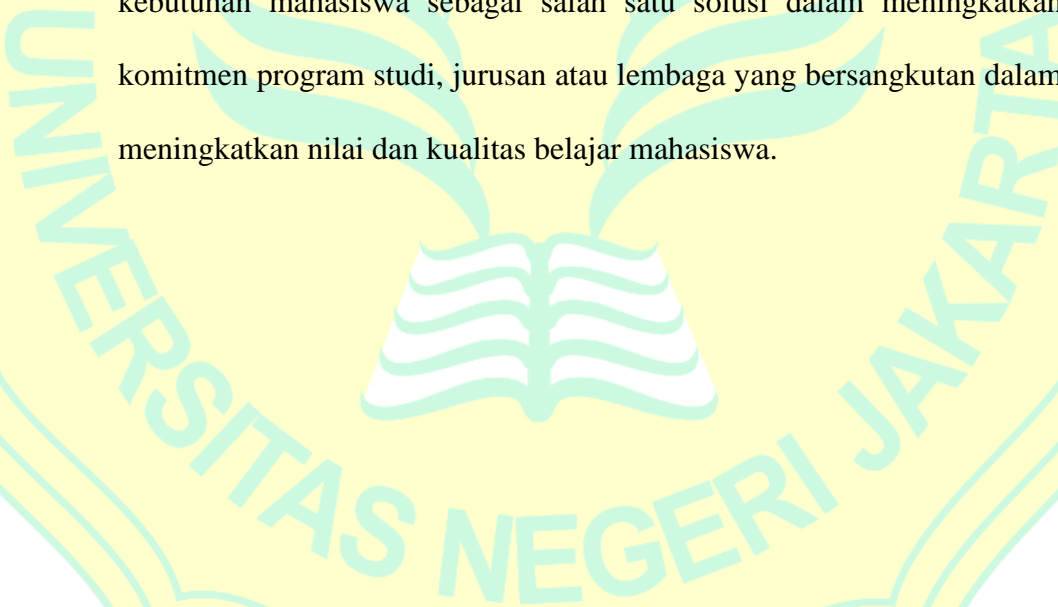 kebutuhan mahasiswa sebagai salah satu solusi dalam meningkatkan
komitmen program studi, jurusan atau lembaga yang bersangkutan dalam
meningkatkan nilai dan kualitas belajar mahasiswa.
UNIVERSITAS NEGERI JAKARTA